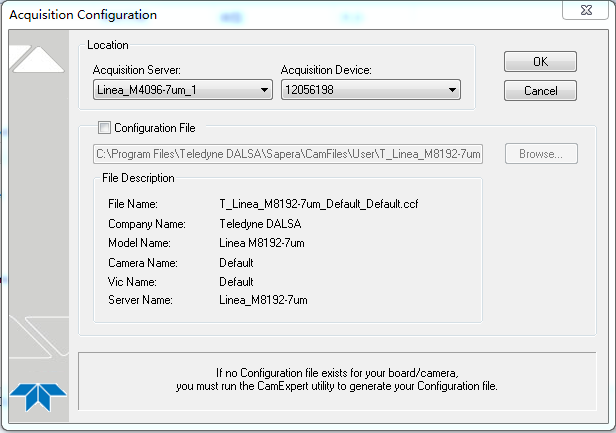 Acquisition Configuration
Location
Acquisition Server:
Acquisition Device:
Linea_M4096-7um_1
12056198
OK
Cancel
Configuration File
C:\Program Files\Teledyne DALSA\Sapera\CamFiles\User\T_Linea_M8192-7um
Browse...
File Description
File Name: T_Linea_M8192-7um_Default_Default.ccf
Company Name: Teledyne DALSA
Model Name: Linea M8192-7um
Camera Name: Default
Vic Name: Default
Server Name: Linea_M8192-7um
If no Configuration file exists for your board/camera,
you must run the CamExpert utility to generate your Configuration file.